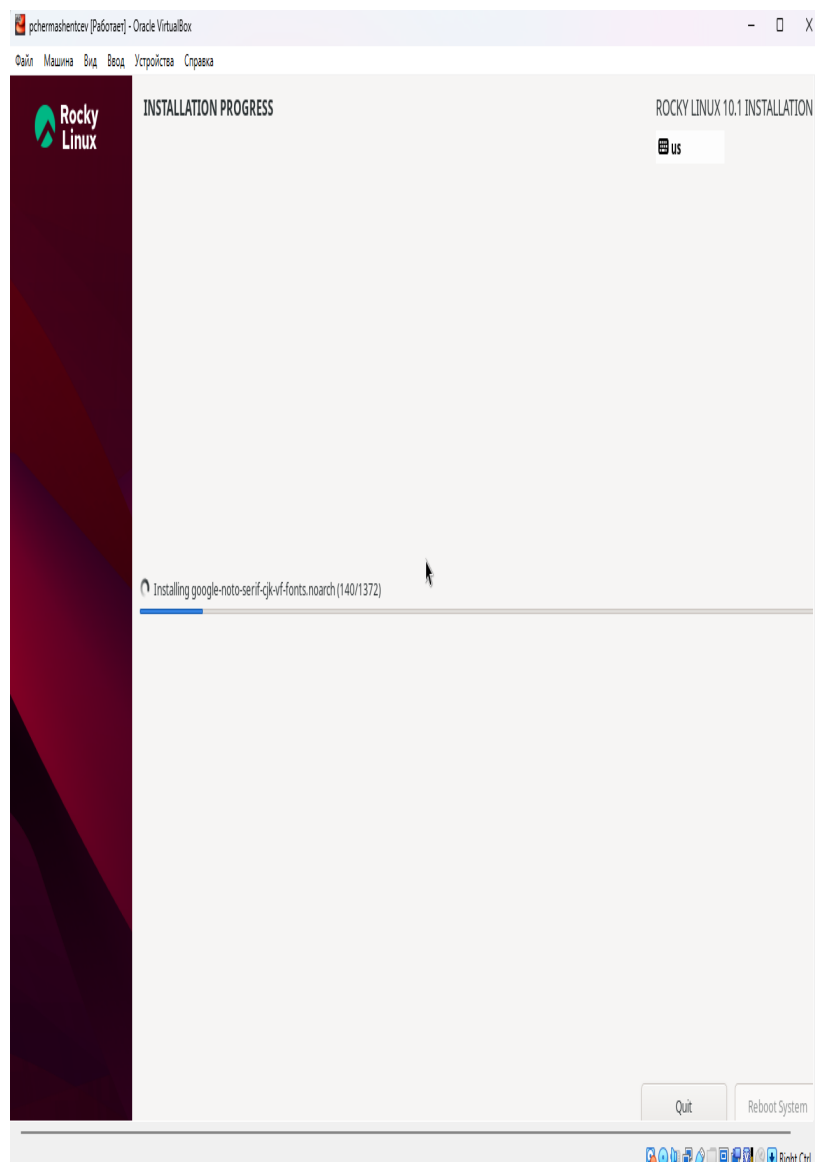 pchermashentcev [Работает] - Oracle VirtualBox
Файл Машина Вид Ввод Устройства Справка
Rocky
Linux
INSTALLATION PROGRESS
ROCKY LINUX 10.1 INSTALLATION
us
Installing google-noto-serif-cjk-vf-fonts.noarch (140/1372)
Quit
Reboot System
Right Ctrl